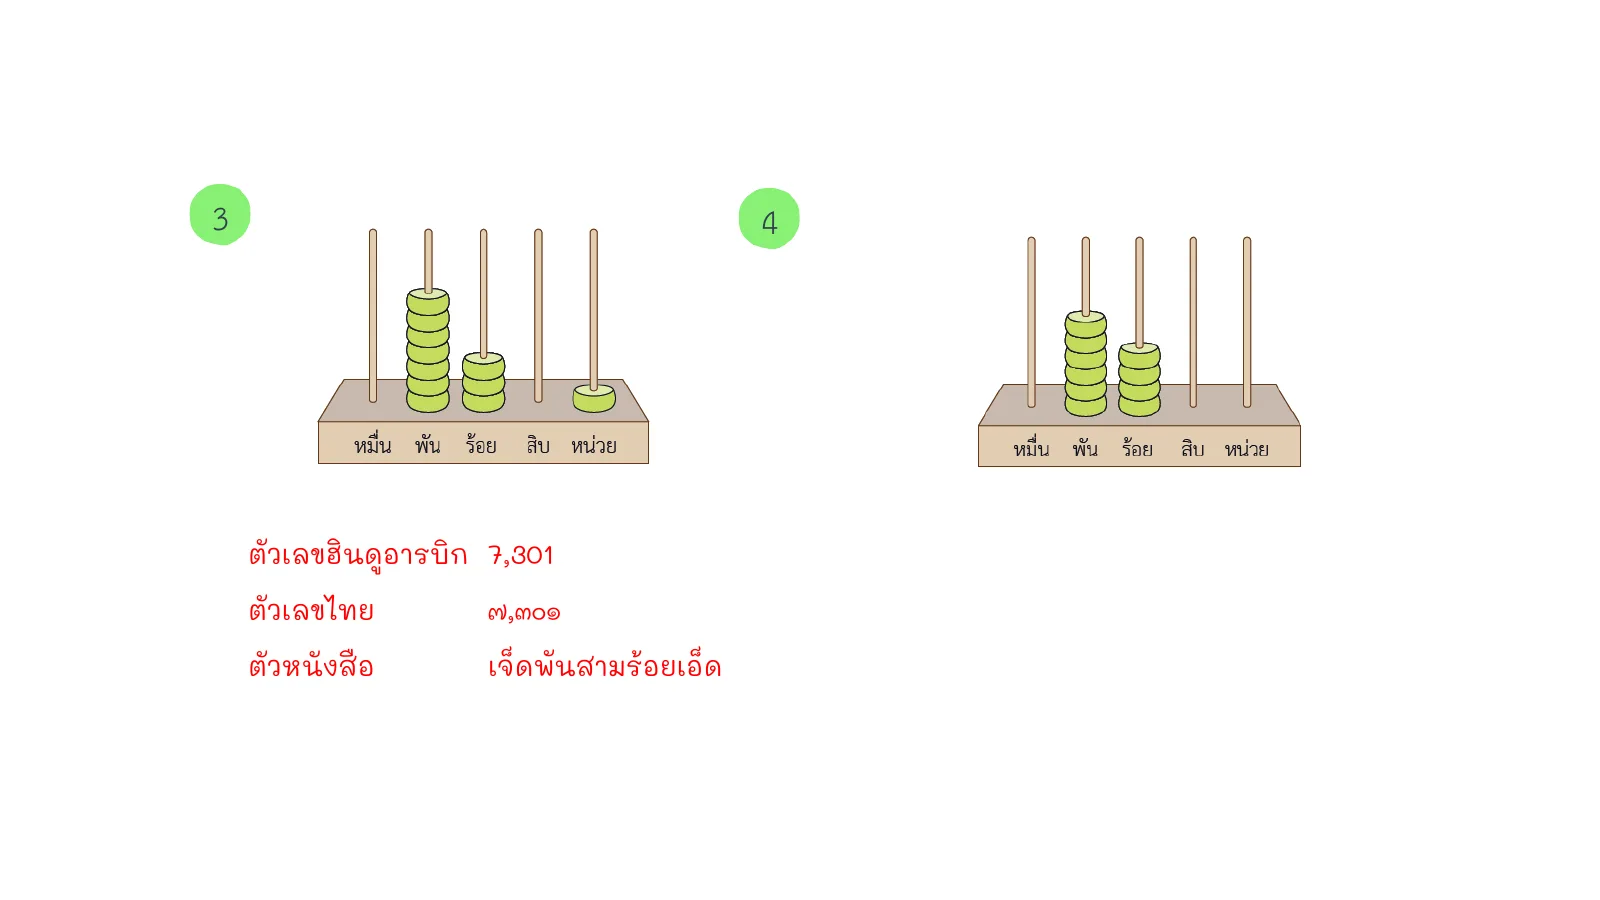 3
4
หมื่น พัน ร้อย สิบ หน่วย
หมื่น พัน ร้อย สิบ หน่วย
ตัวเลขฮินดูอารบิก 7,301
ตัวเลขไทย ๗,๓๐๑
ตัวหนังสือ เจ็ดพันสามร้อยเอ็ด